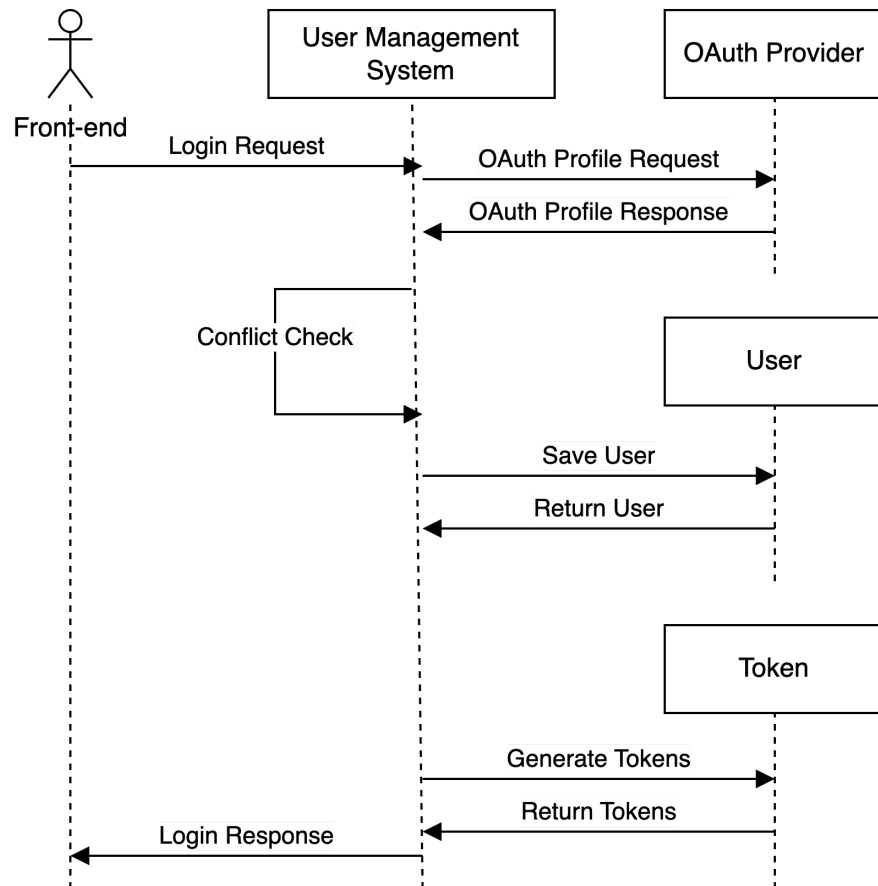 User Management
System
OAuth Provider
Front-end
Login Request
OAuth Profile Request
OAuth Profile Response
Conflict Check
User
Save User
Return User
Token
Generate Tokens
Return Tokens
Login Response